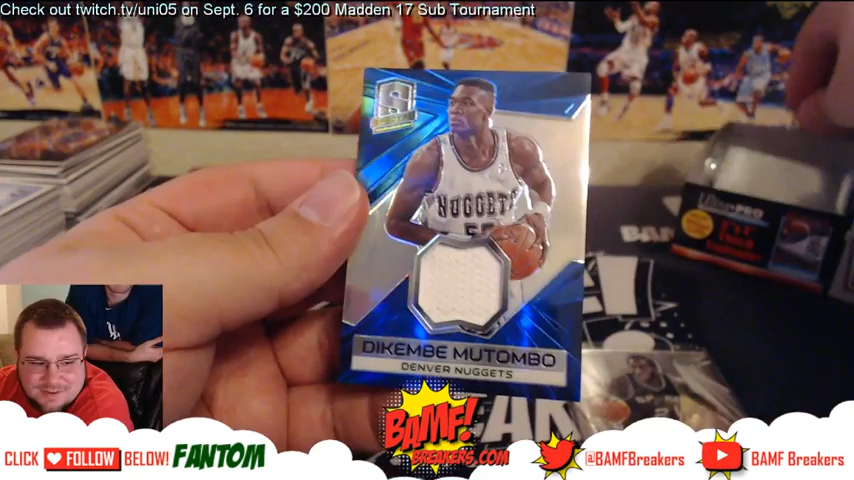 Check out twitch.tv/uni05 on Sept. 6 for a $200 Madden 17 Sub Tournament
S
NUGGETS
DIKEMBE MUTOMBO
DENVER NUGGETS
BAMF!
BREAKERS.COM
CLICK FOLLOW BELOW! FANTOM
@BAMFBreakers
BAMF Breakers